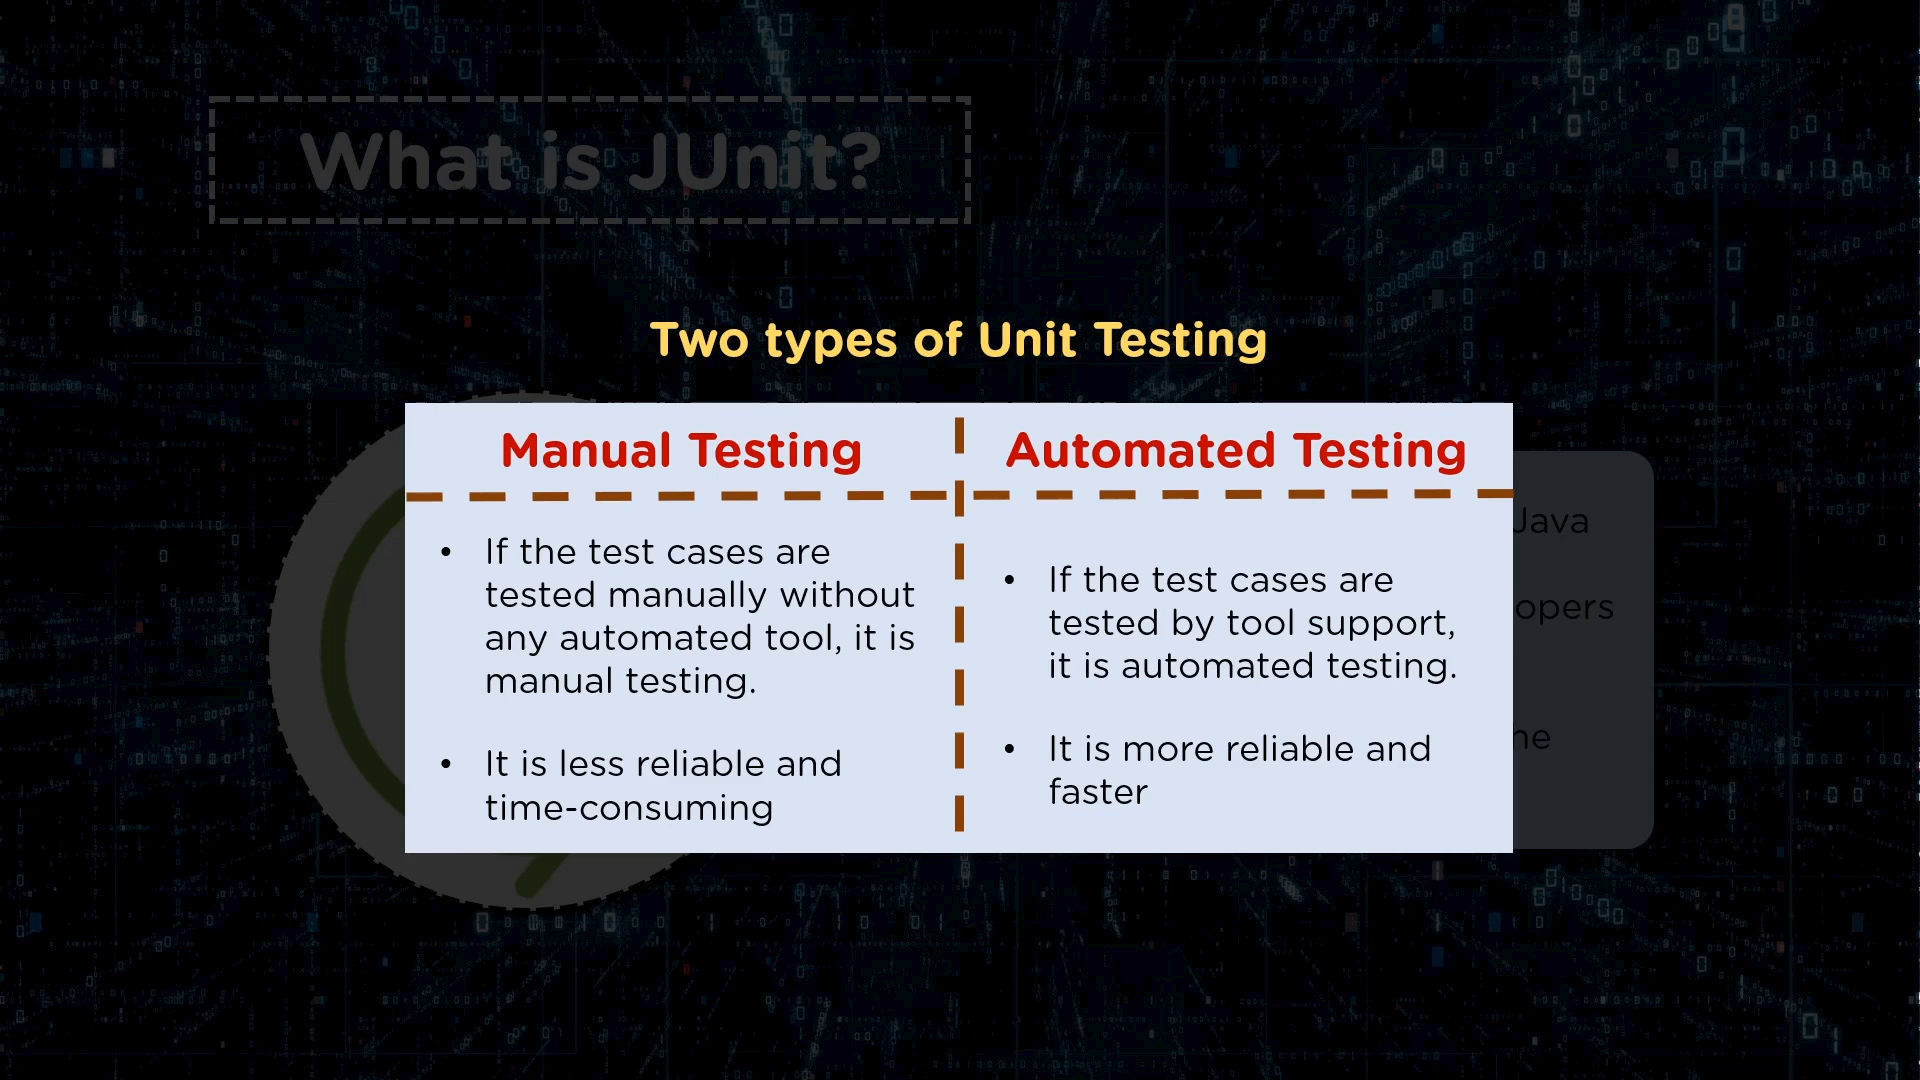 What is JUnit?
Two types of Unit Testing
Manual Testing
• If the test cases are
tested manually without
any automated tool, it is
manual testing.
• It is less reliable and
time-consuming
Automated Testing
• If the test cases are
tested by tool support,
it is automated testing.
• It is more reliable and
faster
Java